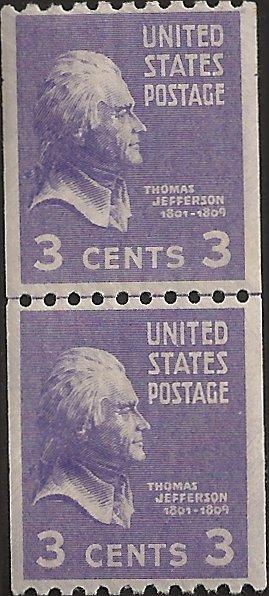 UNITED
STATES
POSTAGE
THOMAS
JEFFERSON
1801-1809
3 CENTS 3
UNITED
STATES
POSTAGE
THOMAS
JEFFERSON
1801-1809
3 CENTS 3